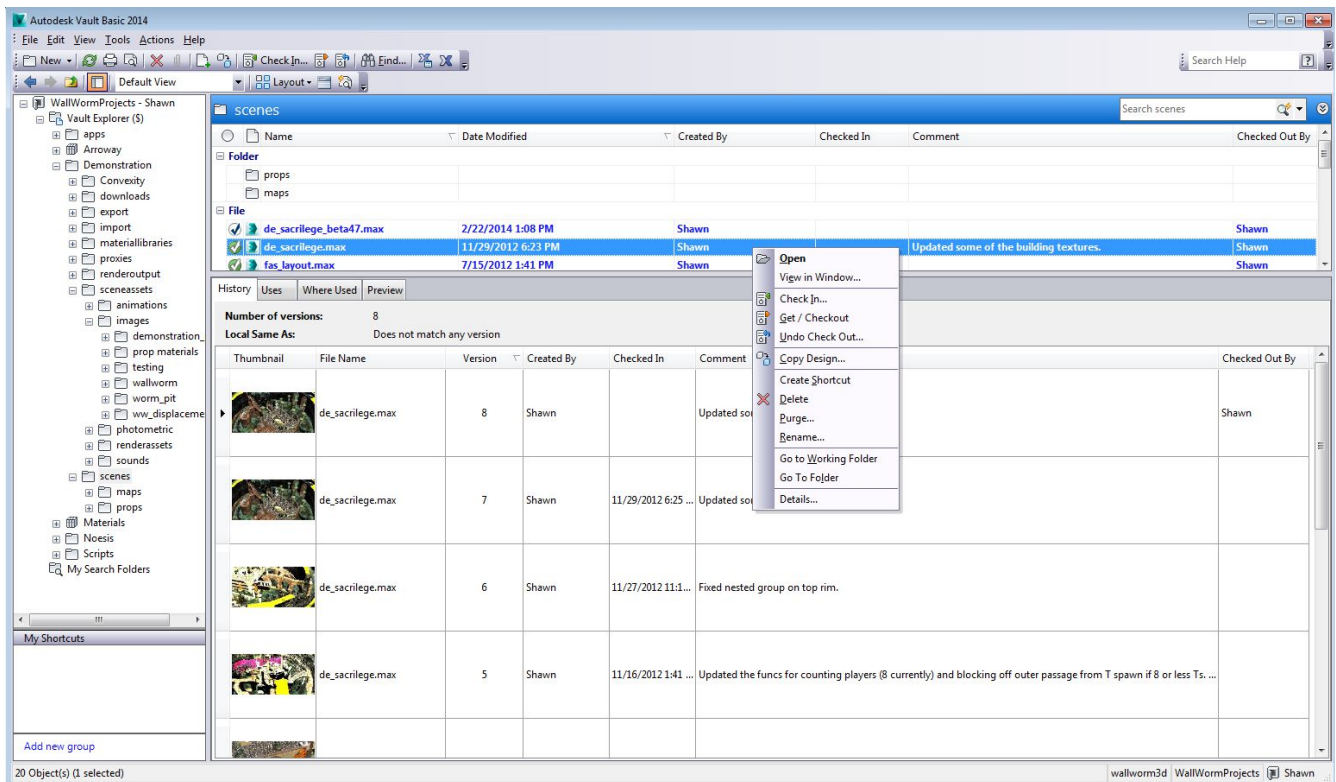 Autodesk Vault Basic 2014
File Edit View Tools Actions Help
New Check In... Find... Search Help
Default View Layout
WallWormProjects - Shawn
Vault Explorer ($)
apps
Arroway
Demonstration
Convexity
downloads
export
import
materiallibraries
proxies
renderoutput
sceneassets
animations
images
demonstration_
prop materials
testing
wallworm
worm_pit
ww_displaceme
photometric
renderassets
sounds
scenes
maps
props
Materials
Noesis
Scripts
My Search Folders
My Shortcuts
Add new group
scenes Search scenes
Name Date Modified Created By Checked In Comment Checked Out By
Folder
props
maps
File
de_sacrilege_beta47.max 2/22/2014 1:08 PM Shawn Shawn
de_sacrilege.max 11/29/2012 6:23 PM Shawn Updated some of the building textures. Shawn
fas_layout.max 7/15/2012 1:41 PM Shawn Shawn
Open
View in Window...
Check In...
Get / Checkout
Undo Check Out...
Copy Design...
Create Shortcut
Delete
Purge...
Rename...
Go to Working Folder
Go To Folder
Details...
History Uses Where Used Preview
Number of versions: 8
Local Same As: Does not match any version
Thumbnail File Name Version Created By Checked In Comment Checked Out By
de_sacrilege.max 8 Shawn Updated so Shawn
de_sacrilege.max 7 Shawn 11/29/2012 6:25 ... Updated so
de_sacrilege.max 6 Shawn 11/27/2012 11:1... Fixed nested group on top rim.
de_sacrilege.max 5 Shawn 11/16/2012 1:41 ... Updated the funcs for counting players (8 currently) and blocking off outer passage from T spawn if 8 or less Ts. ...
20 Object(s) (1 selected) wallworm3d WallWormProjects Shawn